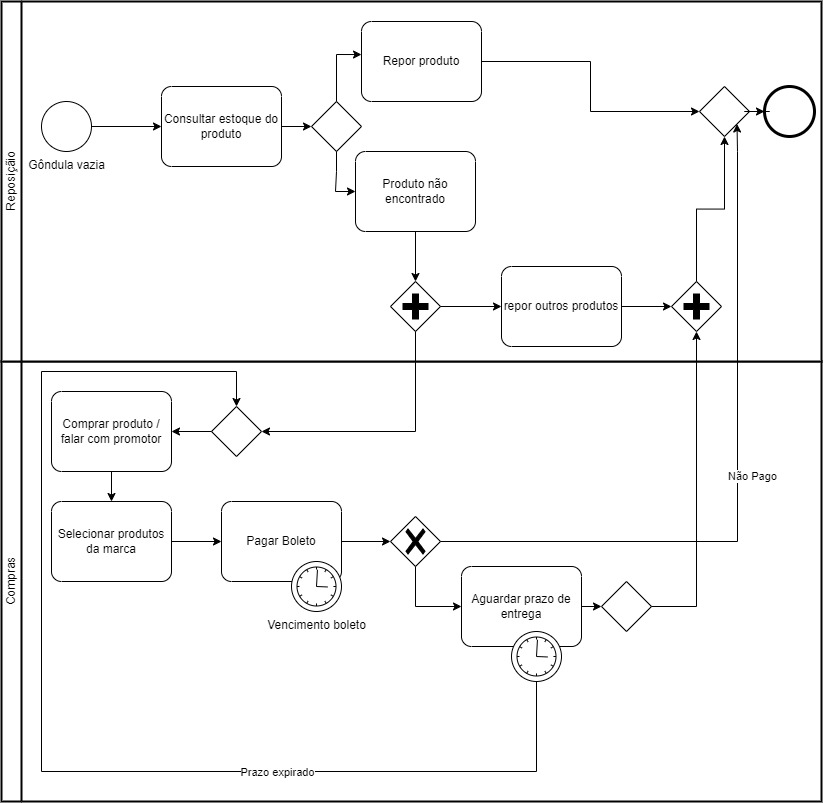 Reposição
Repor produto
Consultar estoque do
produto
Gôndula vazia
Produto não
encontrado
repor outros produtos
Compras
Comprar produto /
falar com promotor
Não Pago
Selecionar produtos
da marca
Pagar Boleto
Vencimento boleto
Aguardar prazo de
entrega
Prazo expirado